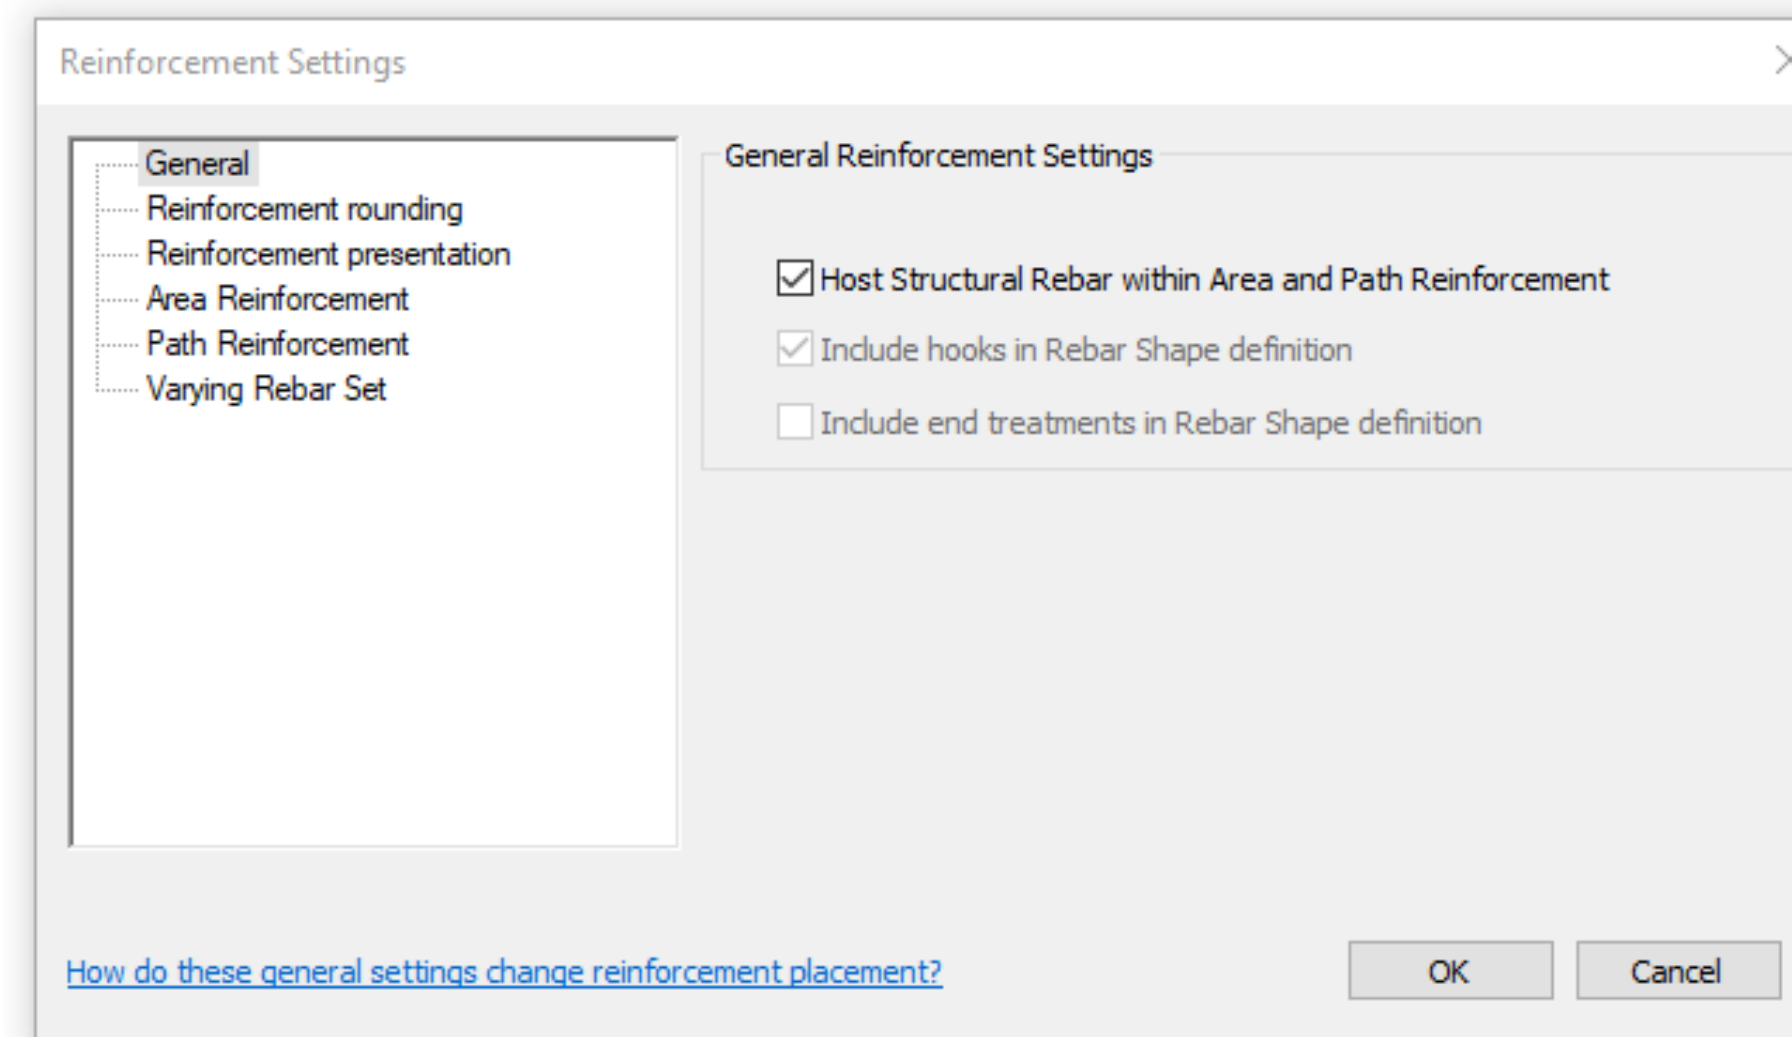 Reinforcement Settings
General
Reinforcement rounding
Reinforcement presentation
Area Reinforcement
Path Reinforcement
Varying Rebar Set
General Reinforcement Settings
Host Structural Rebar within Area and Path Reinforcement
Include hooks in Rebar Shape definition
Include end treatments in Rebar Shape definition
How do these general settings change reinforcement placement?
OK
Cancel